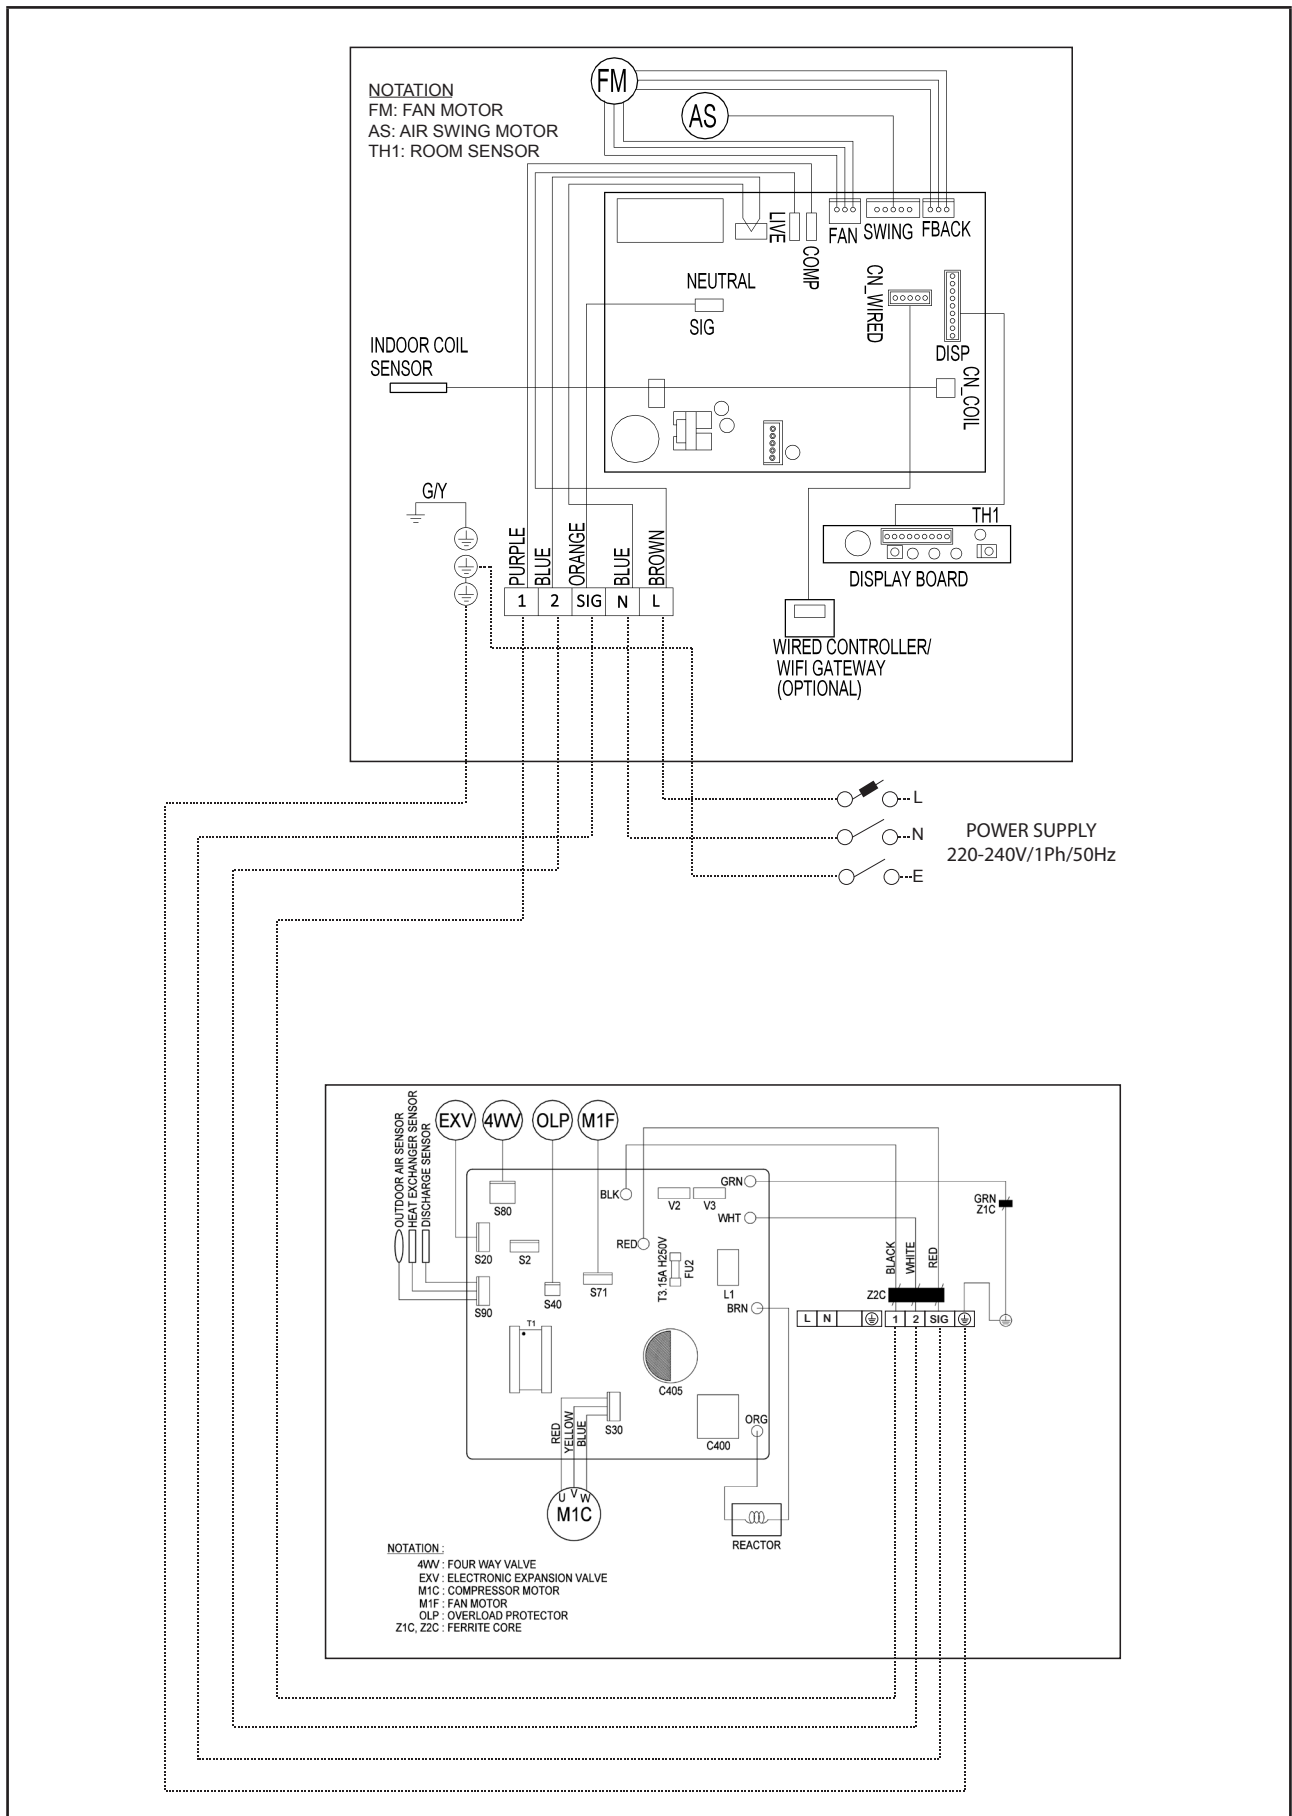 NOTATION
FM: FAN MOTOR
AS: AIR SWING MOTOR
TH1: ROOM SENSOR
FM
AS
LIVE
COMP
FAN
SWING
FBACK
NEUTRAL
SIG
CN_WIRED
DISP
CN_COIL
INDOOR COIL
SENSOR
G/Y
PURPLE
BLUE
ORANGE
BLUE
BROWN
1
2
SIG
N
L
TH1
DISPLAY BOARD
WIRED CONTROLLER/
WIFI GATEWAY
(OPTIONAL)
L
N
E
POWER SUPPLY
220-240V/1Ph/50Hz
OUTDOOR AIR SENSOR
HEAT EXCHANGER SENSOR
DISCHARGE SENSOR
EXV
4WV
OLP
M1F
S80
S20
S2
S90
S40
S71
BLK
RED
GRN
V2
V3
WHT
T3.15A H250V
FU2
L1
BRN
T1
C405
C400
ORG
S30
RED
YELLOW
BLUE
U
V
W
M1C
REACTOR
GRN
Z1C
BLACK
WHITE
RED
Z2C
L
N
1
2
SIG
NOTATION :
4WV : FOUR WAY VALVE
EXV : ELECTRONIC EXPANSION VALVE
M1C : COMPRESSOR MOTOR
M1F : FAN MOTOR
OLP : OVERLOAD PROTECTOR
Z1C, Z2C : FERRITE CORE